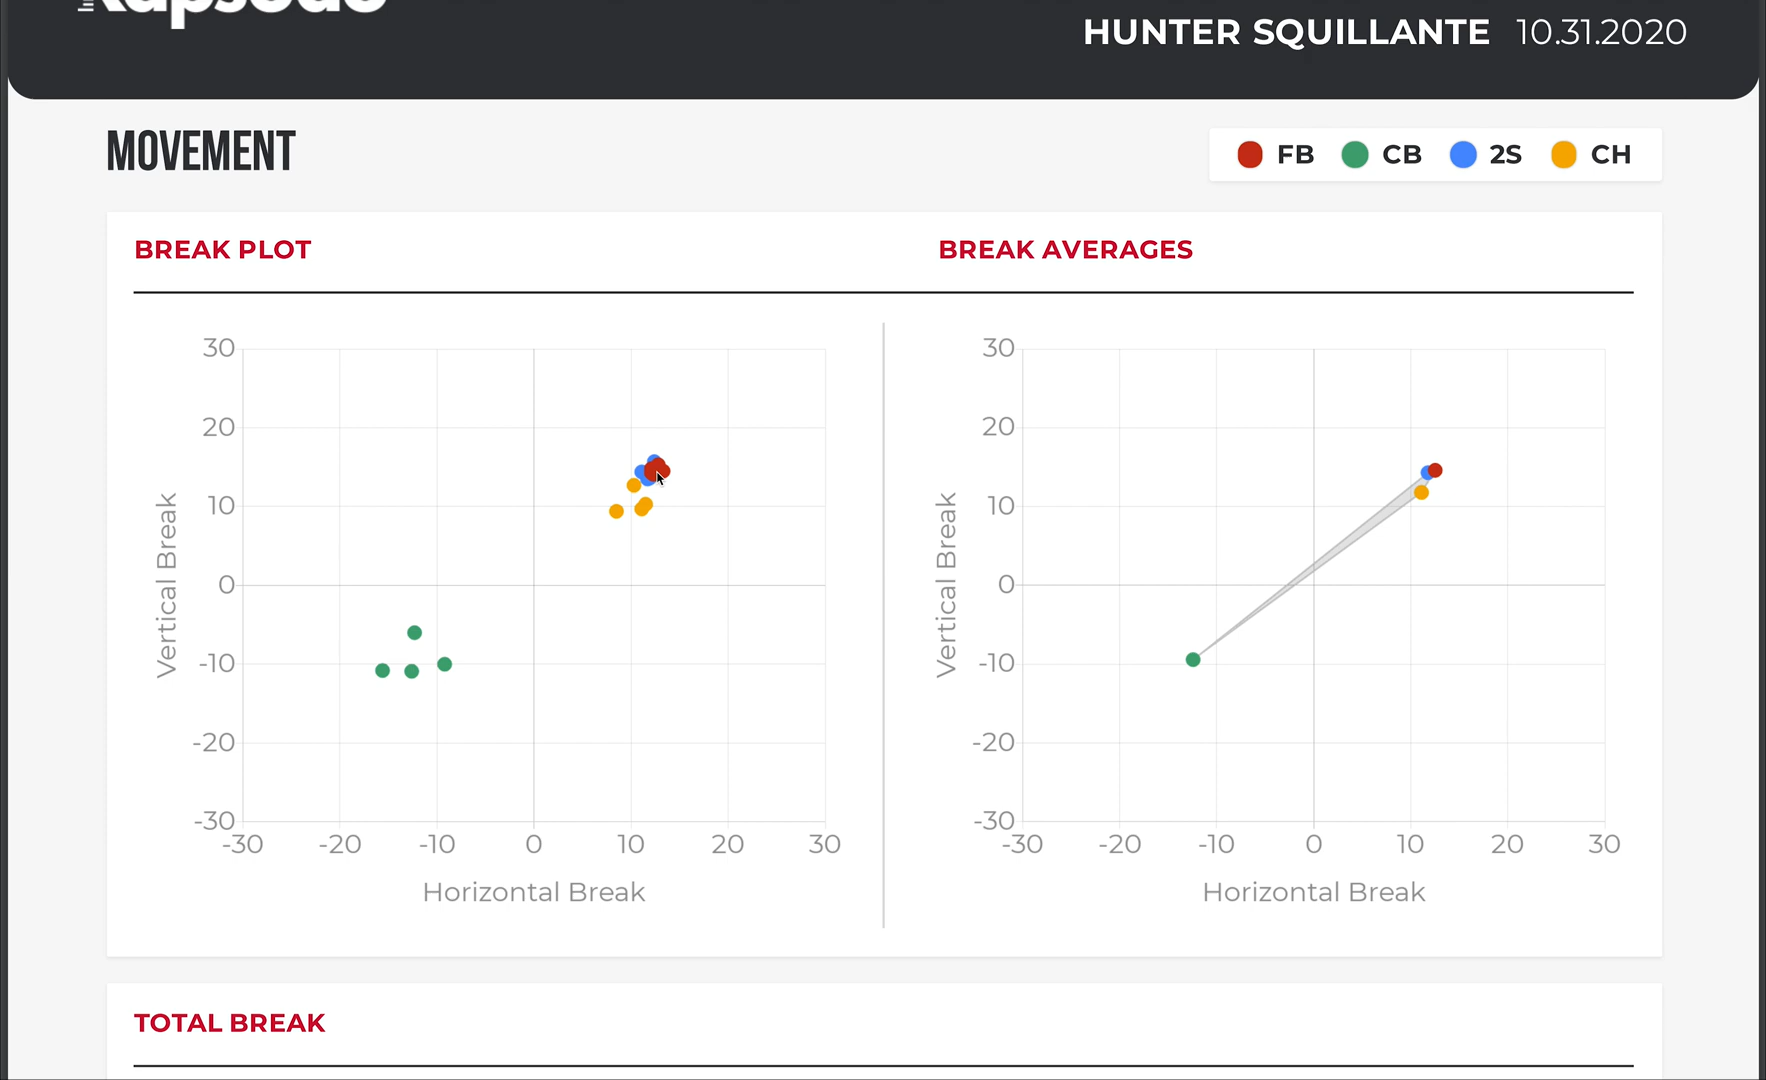 Rapsodo
HUNTER SQUILLANTE 10.31.2020
MOVEMENT
FB CB 2S CH
BREAK PLOT
BREAK AVERAGES
Vertical Break
30
20
10
0
-10
-20
-30
-30 -20 -10 0 10 20 30
Horizontal Break
Vertical Break
30
20
10
0
-10
-20
-30
-30 -20 -10 0 10 20 30
Horizontal Break
TOTAL BREAK